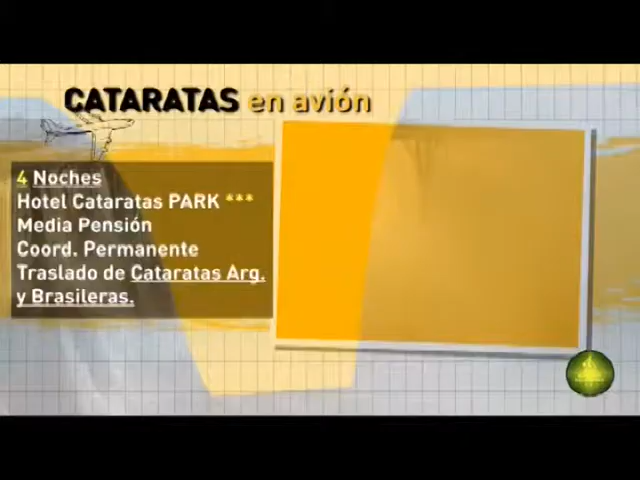 CATARATAS en avión
4 Noches
Hotel Cataratas PARK ***
Media Pensión
Coord. Permanente
Traslado de Cataratas Arg.
y Brasileras.